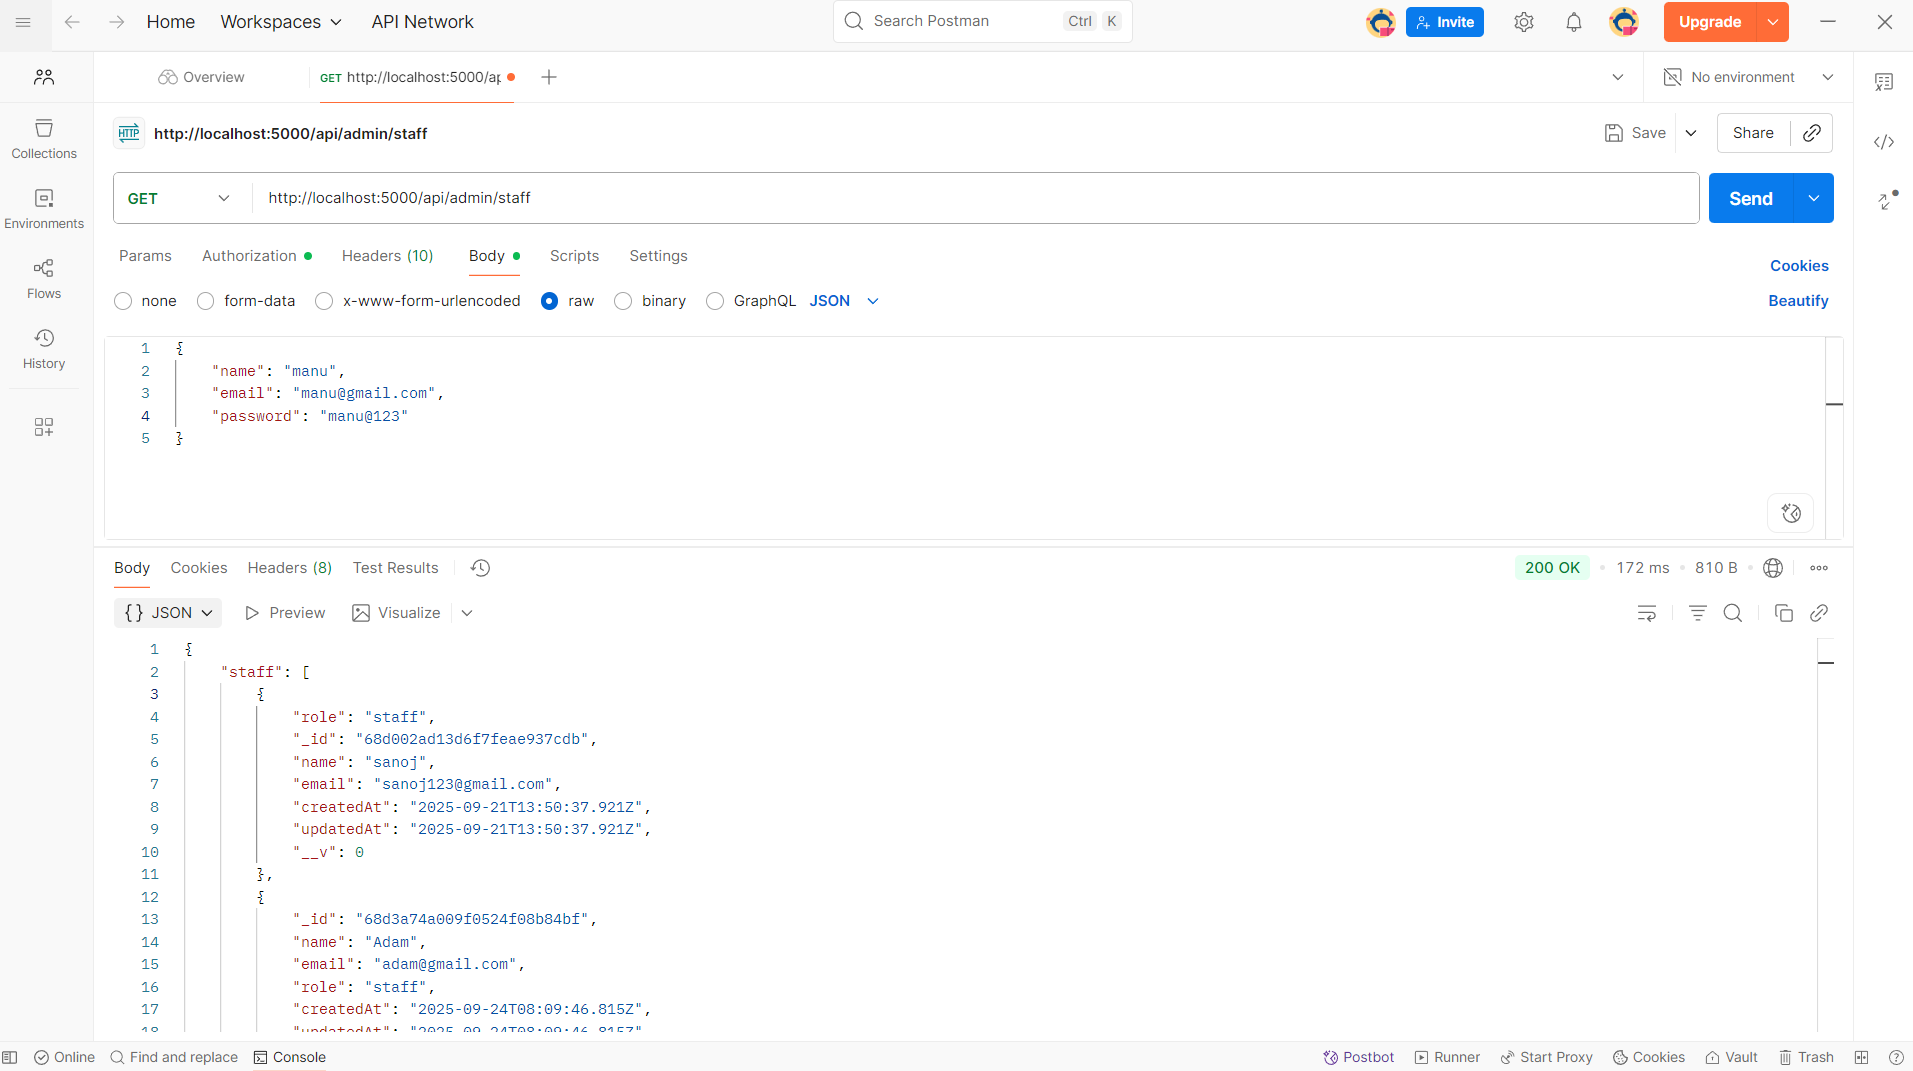 Home
Workspaces
API Network
Search Postman
Ctrl K
Invite
Upgrade
Overview
GET http://localhost:5000/ap
No environment
Collections
Environments
Flows
History
HTTP http://localhost:5000/api/admin/staff
Save
Share
GET
http://localhost:5000/api/admin/staff
Send
Params Authorization Headers (10) Body Scripts Settings
Cookies
none form-data x-www-form-urlencoded raw binary GraphQL JSON
Beautify
1 {
2 "name": "manu",
3 "email": "manu@gmail.com",
4 "password": "manu@123"
5 }
Body Cookies Headers (8) Test Results
200 OK 172 ms 810 B
{} JSON Preview Visualize
1 {
2 "staff": [
3 {
4 "role": "staff",
5 "_id": "68d002ad13d6f7feae937cdb",
6 "name": "sanoj",
7 "email": "sanoj123@gmail.com",
8 "createdAt": "2025-09-21T13:50:37.921Z",
9 "updatedAt": "2025-09-21T13:50:37.921Z",
10 "__v": 0
11 },
12 {
13 "_id": "68d3a74a009f0524f08b84bf",
14 "name": "Adam",
15 "email": "adam@gmail.com",
16 "role": "staff",
17 "createdAt": "2025-09-24T08:09:46.815Z",
18 "updatedAt": "2025-09-24T08:09:46.815Z"
Online Find and replace Console
Postbot Runner Start Proxy Cookies Vault Trash